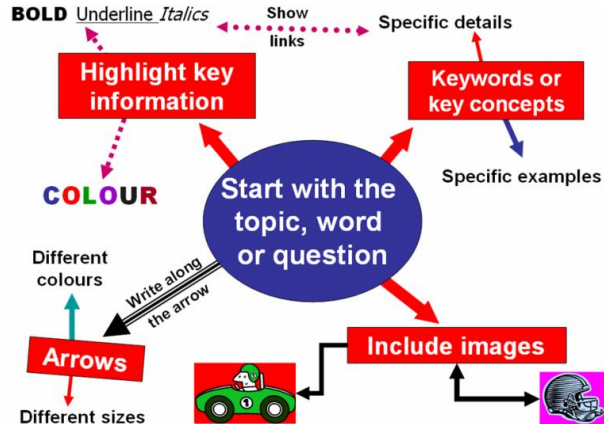 BOLD Underline Italics
Show
links
Specific details
Highlight key
information
Keywords or
key concepts
COLOUR
Specific examples
Start with the
topic, word
or question
Different
colours
Write along
the arrow
Arrows
Include images
1
Different sizes